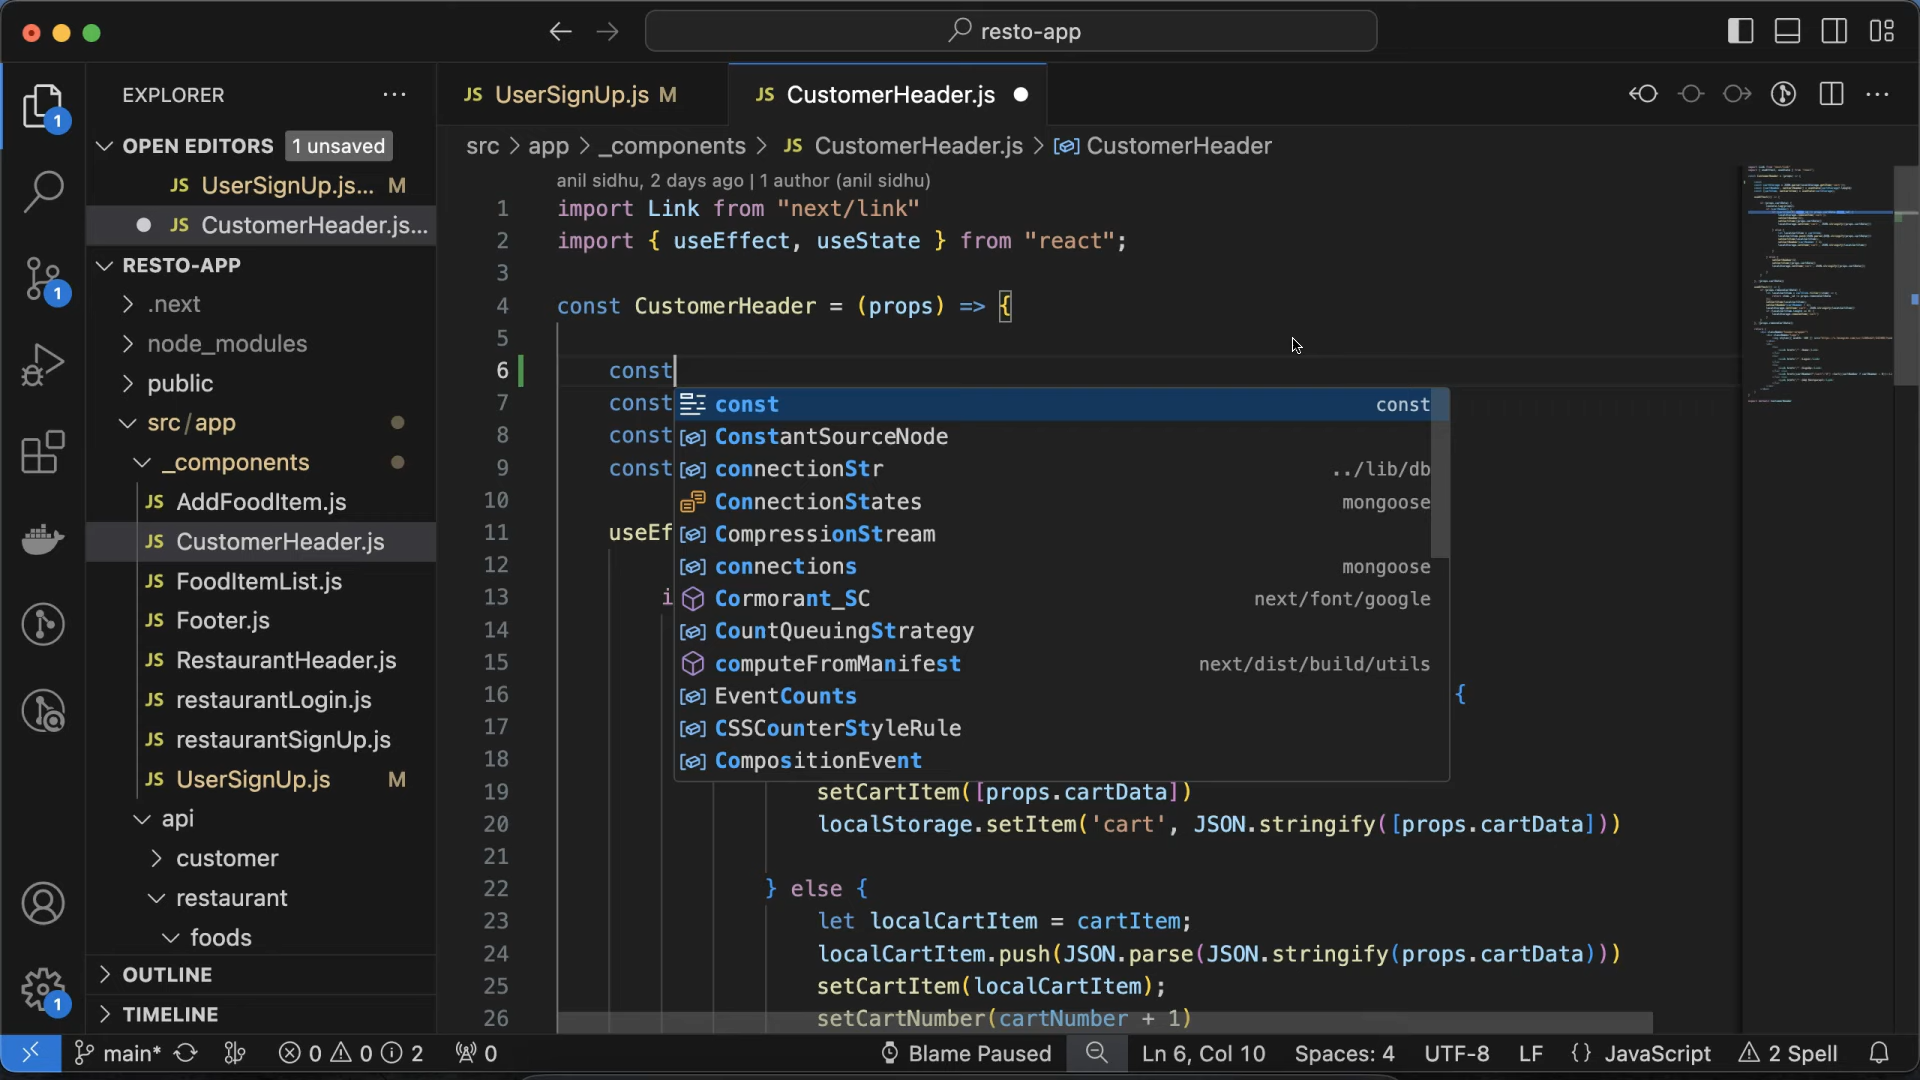 resto-app
EXPLORER
OPEN EDITORS 1 unsaved
JS UserSignUp.js... M
JS CustomerHeader.js...
RESTO-APP
.next
node_modules
public
src/app
_components
JS AddFoodItem.js
JS CustomerHeader.js
JS FoodItemList.js
JS Footer.js
JS RestaurantHeader.js
JS restaurantLogin.js
JS restaurantSignUp.js
JS UserSignUp.js M
api
customer
restaurant
foods
OUTLINE
TIMELINE
1
1
1
JS UserSignUp.js M
JS CustomerHeader.js
src > app > _components > JS CustomerHeader.js > CustomerHeader
anil sidhu, 2 days ago | 1 author (anil sidhu)
1 import Link from "next/link"
2 import { useEffect, useState } from "react";
3
4 const CustomerHeader = (props) => {
5
6 const
7 const
8 const
9 const
10
11 useEf
12
13 i
14
15
16 {
17
18
19 setCartItem([props.cartData])
20 localStorage.setItem('cart', JSON.stringify([props.cartData]))
21
22 } else {
23 let localCartItem = cartItem;
24 localCartItem.push(JSON.parse(JSON.stringify(props.cartData)))
25 setCartItem(localCartItem);
26 setCartNumber(cartNumber + 1)
const const
ConstantSourceNode
connectionStr ../lib/db
ConnectionStates mongoose
CompressionStream
connections mongoose
Cormorant_SC next/font/google
CountQueuingStrategy
computeFromManifest next/dist/build/utils
EventCounts
CSSCounterStyleRule
CompositionEvent
main* 0 0 2 0 Blame Paused Ln 6, Col 10 Spaces: 4 UTF-8 LF {} JavaScript 2 Spell